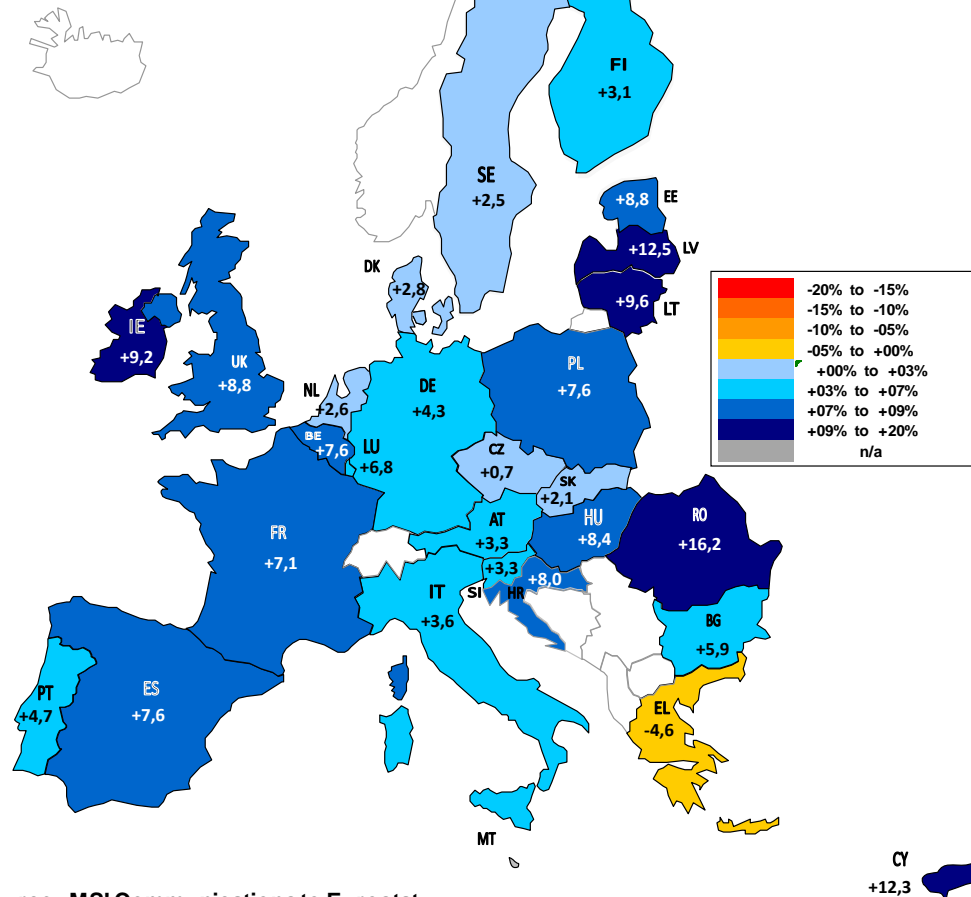 FI
+3,1
SE
+2,5
+8,8 EE
+12,5 LV
DK
+2,8
+9,6 LT
-20% to -15%
-15% to -10%
-10% to -05%
-05% to +00%
+00% to +03%
+03% to +07%
+07% to +09%
+09% to +20%
n/a
IE
+9,2
UK
+8,8
PL
+7,6
NL
+2,6
DE
+4,3
BE
+7,6
LU
+6,8
CZ
+0,7
SK
+2,1
FR
+7,1
AT
+3,3
HU
+8,4
RO
+16,2
+3,3
SI
HR
+8,0
IT
+3,6
BG
+5,9
PT
+4,7
ES
+7,6
EL
-4,6
MT
CY
+12,3